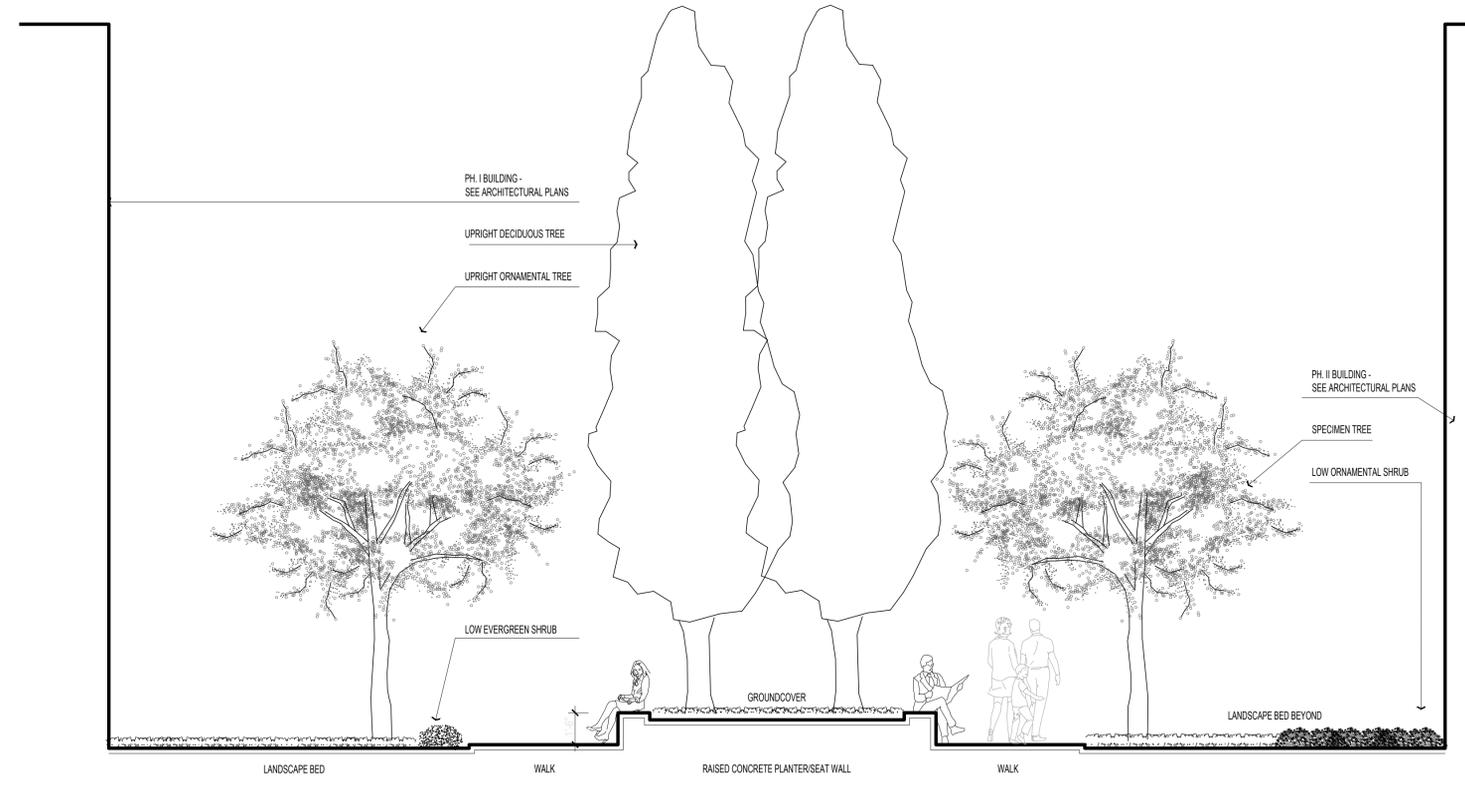 PH. I BUILDING -
SEE ARCHITECTURAL PLANS
UPRIGHT DECIDUOUS TREE
UPRIGHT ORNAMENTAL TREE
PH. II BUILDING -
SEE ARCHITECTURAL PLANS
SPECIMEN TREE
LOW ORNAMENTAL SHRUB
LOW EVERGREEN SHRUB
GROUNDCOVER
LANDSCAPE BED BEYOND
LANDSCAPE BED
WALK
RAISED CONCRETE PLANTER/SEAT WALL
WALK